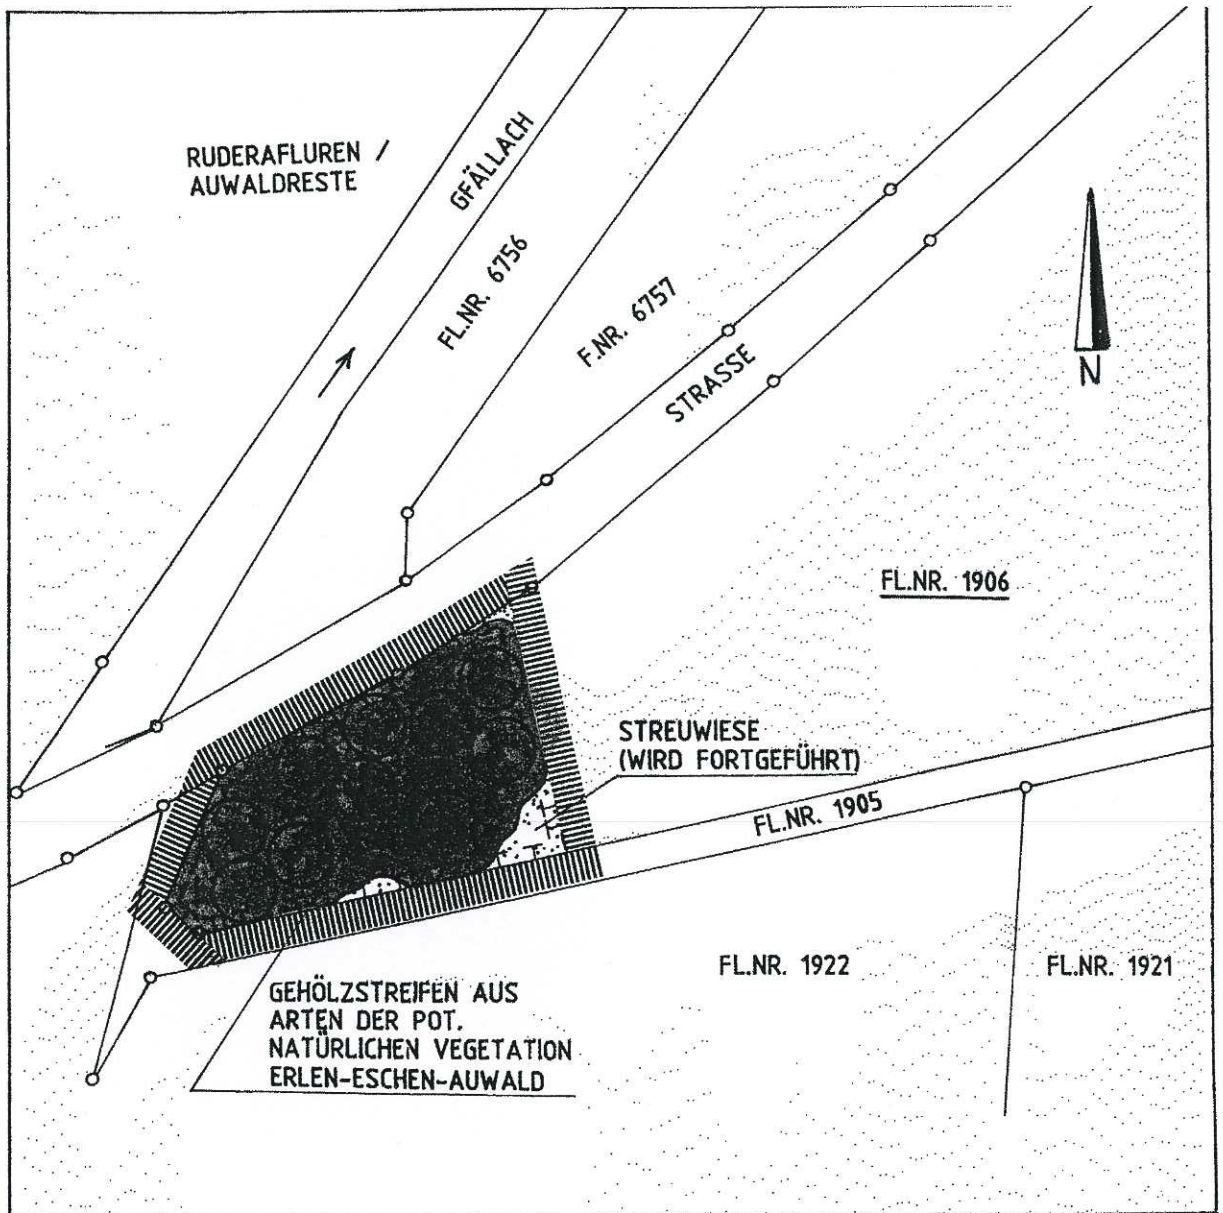 RUDERAFLUREN /
AUWALDRESTE
GFÄLLACH
FL.NR. 6756
F.NR. 6757
STRASSE
N
FL.NR. 1906
STREUWIESE
(WIRD FORTGEFÜHRT)
FL.NR. 1905
FL.NR. 1922
FL.NR. 1921
GEHÖLZSTREIFEN AUS
ARTEN DER POT.
NATÜRLICHEN VEGETATION
ERLEN-ESCHEN-AUWALD